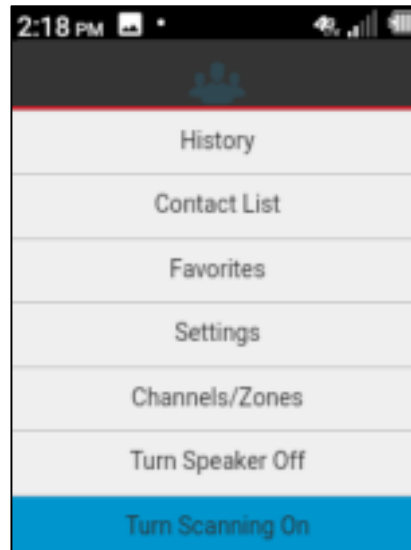 2:18 PM
History
Contact List
Favorites
Settings
Channels/Zones
Turn Speaker Off
Turn Scanning On